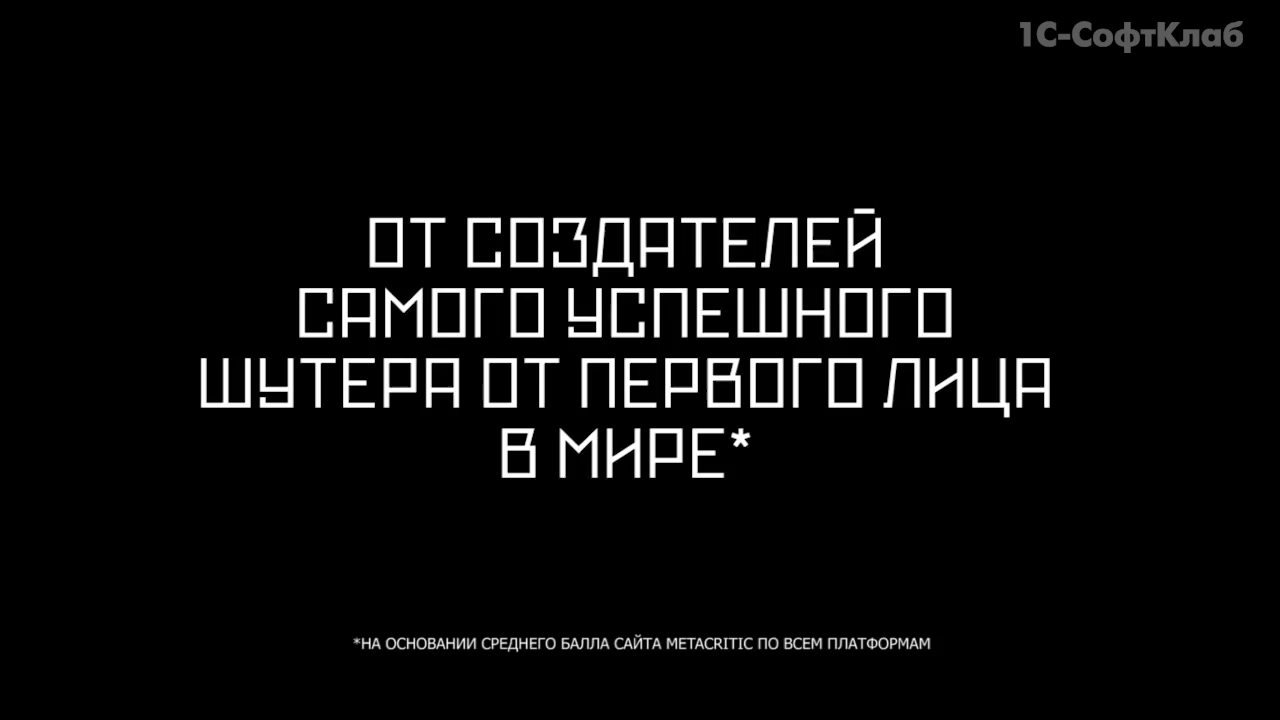 1С-СофтКлаб
ОТ СОЗДАТЕЛЕЙ
САМОГО УСПЕШНОГО
ШУТЕРА ОТ ПЕРВОГО ЛИЦА
В МИРЕ*
*НА ОСНОВАНИИ СРЕДНЕГО БАЛЛА САЙТА METACRITIC ПО ВСЕМ ПЛАТФОРМАМ